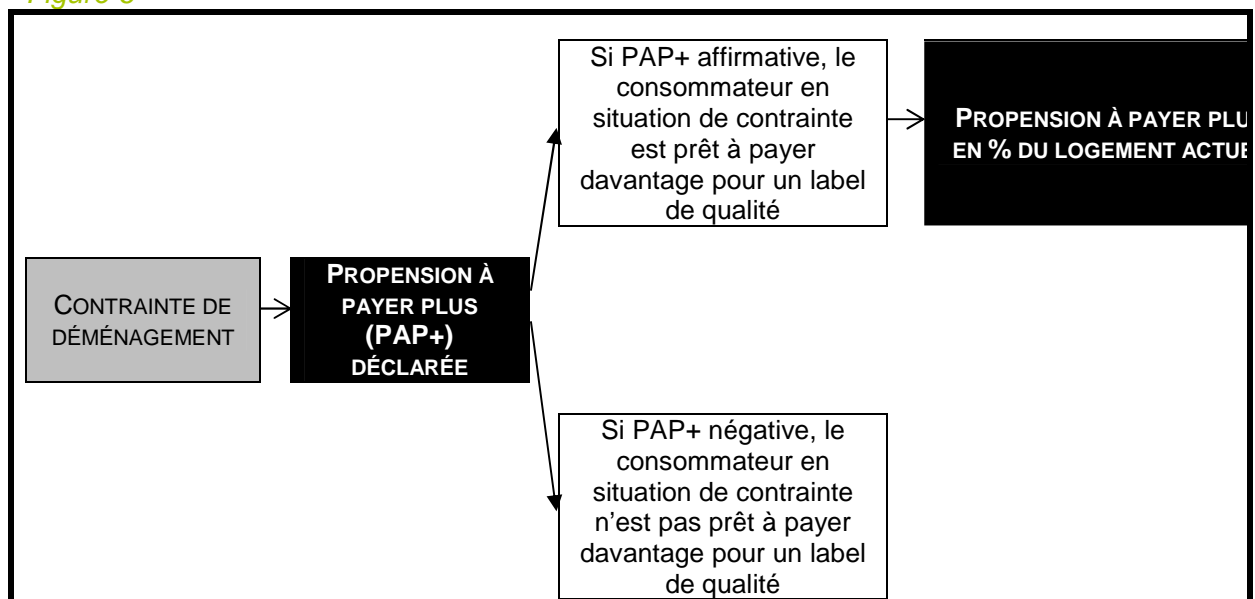 Si PAP+ affirmative, le
consommateur en
situation de contrainte
est prêt à payer
davantage pour un label
de qualité
PROPENSION À PAYER PLU
EN % DU LOGEMENT ACTUE
CONTRAINTE DE
DÉMÉNAGEMENT
PROPENSION À
PAYER PLUS
(PAP+)
DÉCLARÉE
Si PAP+ négative, le
consommateur en
situation de contrainte
n'est pas prêt à payer
davantage pour un label
de qualité